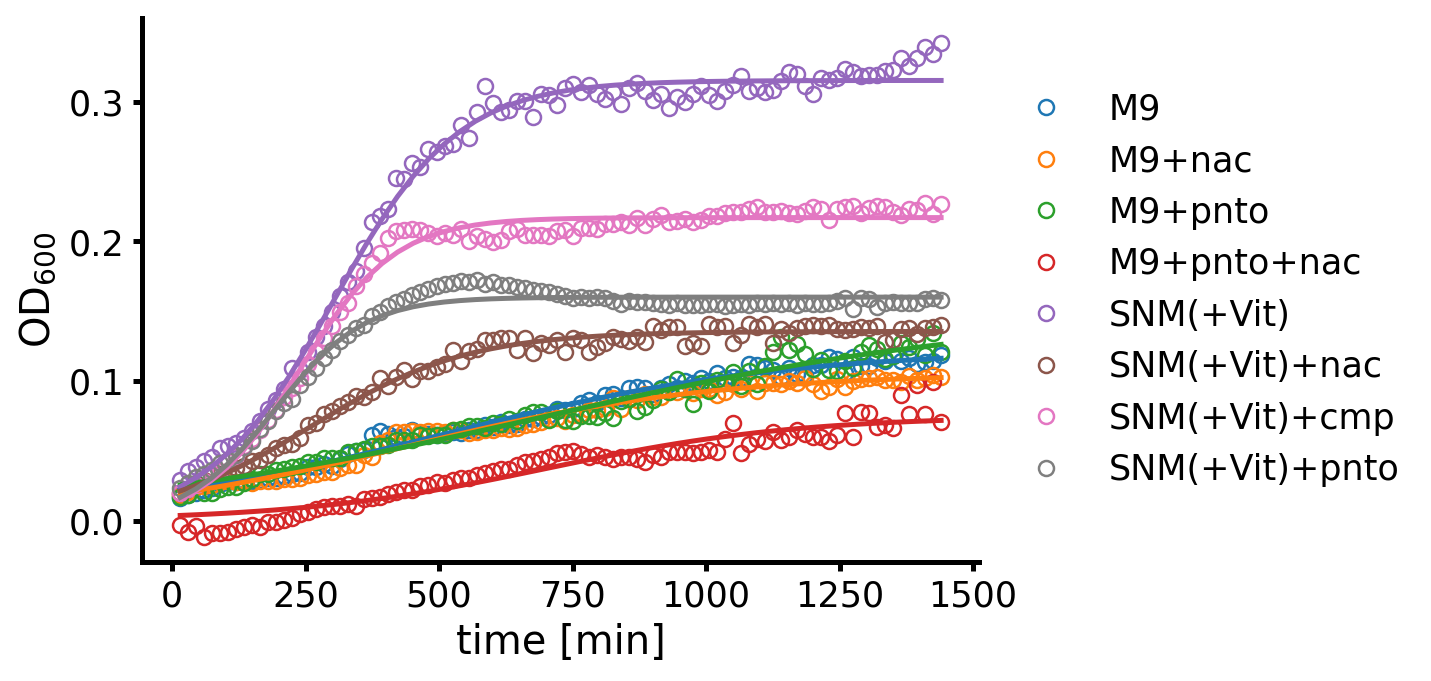 OD600
0.3
0.2
0.1
0.0
0 250 500 750 1000 1250 1500
time [min]
M9
M9+nac
M9+pnto
M9+pnto+nac
SNM(+Vit)
SNM(+Vit)+nac
SNM(+Vit)+cmp
SNM(+Vit)+pnto